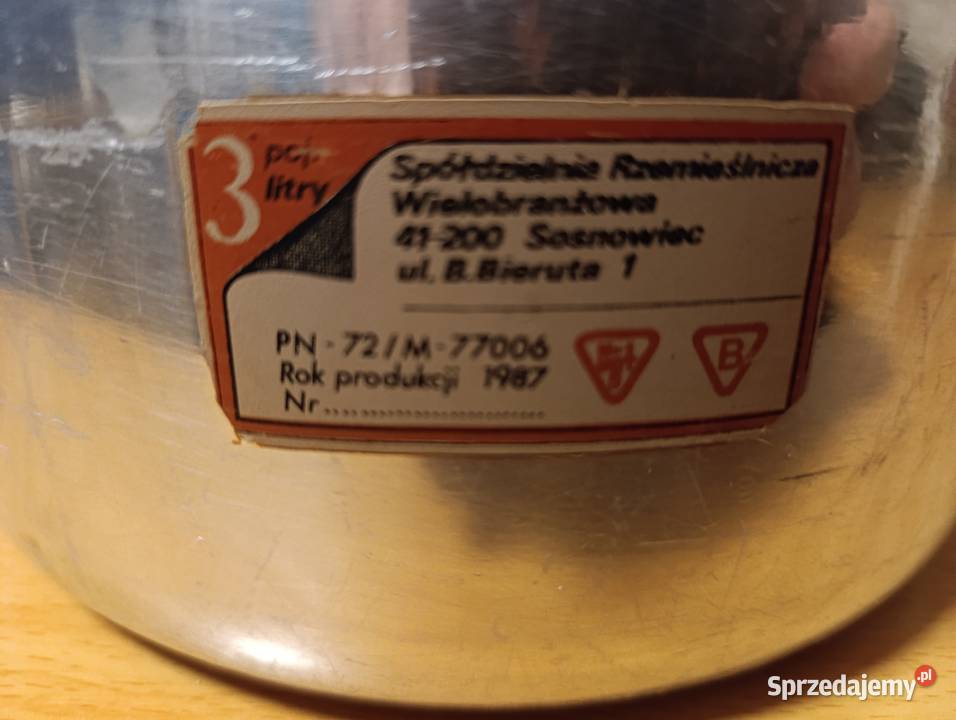 3 poj.
litry
Spółdzielnia Rzemieślnicza
Wielobranżowa
41-200 Sosnowiec
ul. B. Bieruta 1
PN - 72/M - 77006
Rok produkcji 1987
Nr........................
B
Sprzedajemy.pl